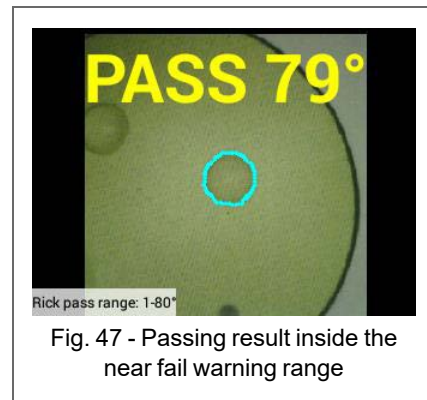 PASS 79°
Rick pass range: 1-80°
Fig. 47 - Passing result inside the
near fail warning range